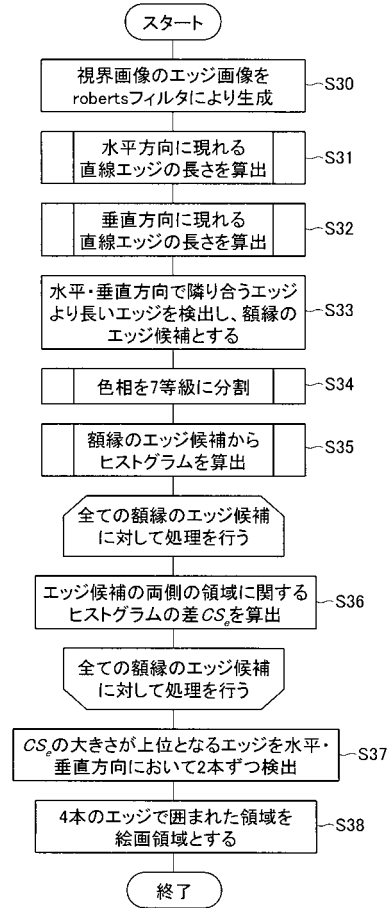 スタート
視界画像のエッジ画像を
robertsフィルタにより生成
S30
水平方向に現れる
直線エッジの長さを算出
S31
垂直方向に現れる
直線エッジの長さを算出
S32
水平・垂直方向で隣り合うエッジ
より長いエッジを検出し、額縁の
エッジ候補とする
S33
色相を7等級に分割
S34
額縁のエッジ候補から
ヒストグラムを算出
S35
全ての額縁のエッジ候補
に対して処理を行う
エッジ候補の両側の領域に関する
ヒストグラムの差CSeを算出
S36
全ての額縁のエッジ候補
に対して処理を行う
CSeの大きさが上位となるエッジを水平・
垂直方向において2本ずつ検出
S37
4本のエッジで囲まれた領域を
絵画領域とする
S38
終了